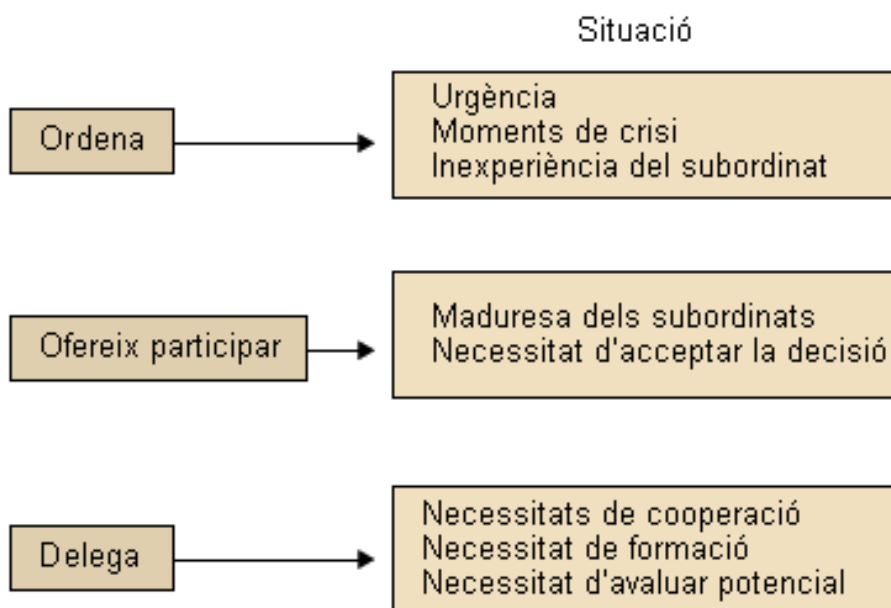 Situació
Ordena
Urgència
Moments de crisi
Inexperiència del subordinat
Ofereix participar
Maduresa dels subordinats
Necessitat d'acceptar la decisió
Delega
Necessitats de cooperació
Necessitat de formació
Necessitat d'avaluar potencial